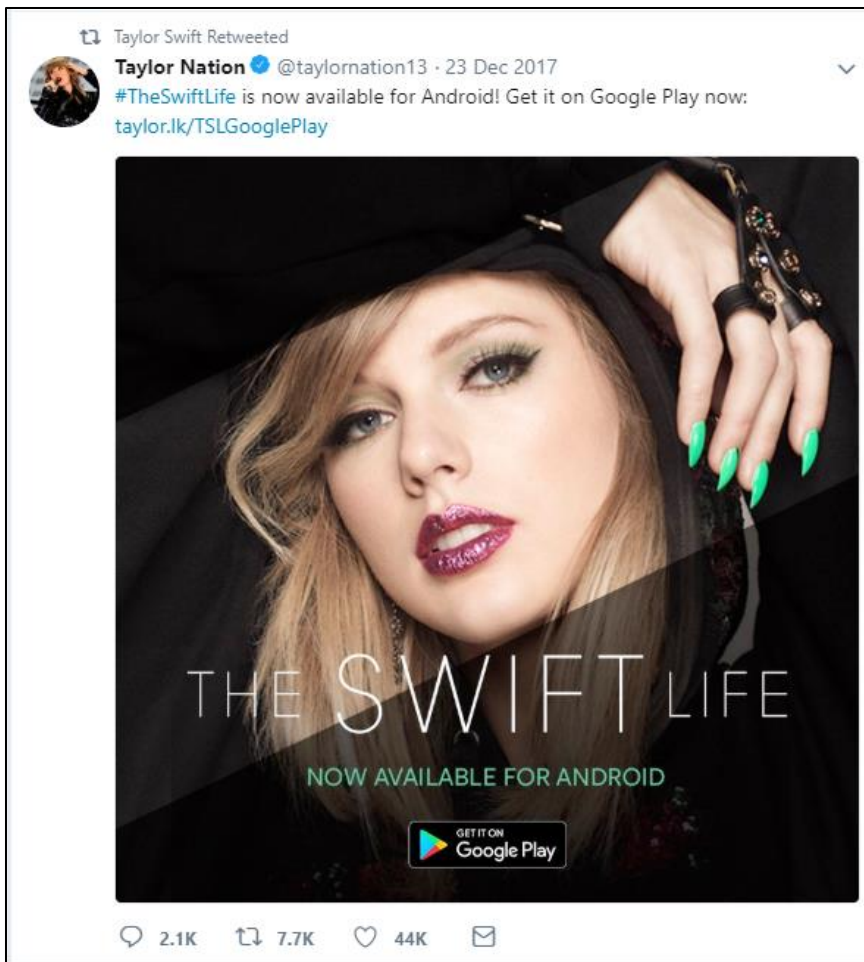 Taylor Swift Retweeted
Taylor Nation @taylornation13 · 23 Dec 2017
#TheSwiftLife is now available for Android! Get it on Google Play now:
taylor.lk/TSLGooglePlay
THE SWIFT LIFE
NOW AVAILABLE FOR ANDROID
GET IT ON
Google Play
2.1K 7.7K 44K